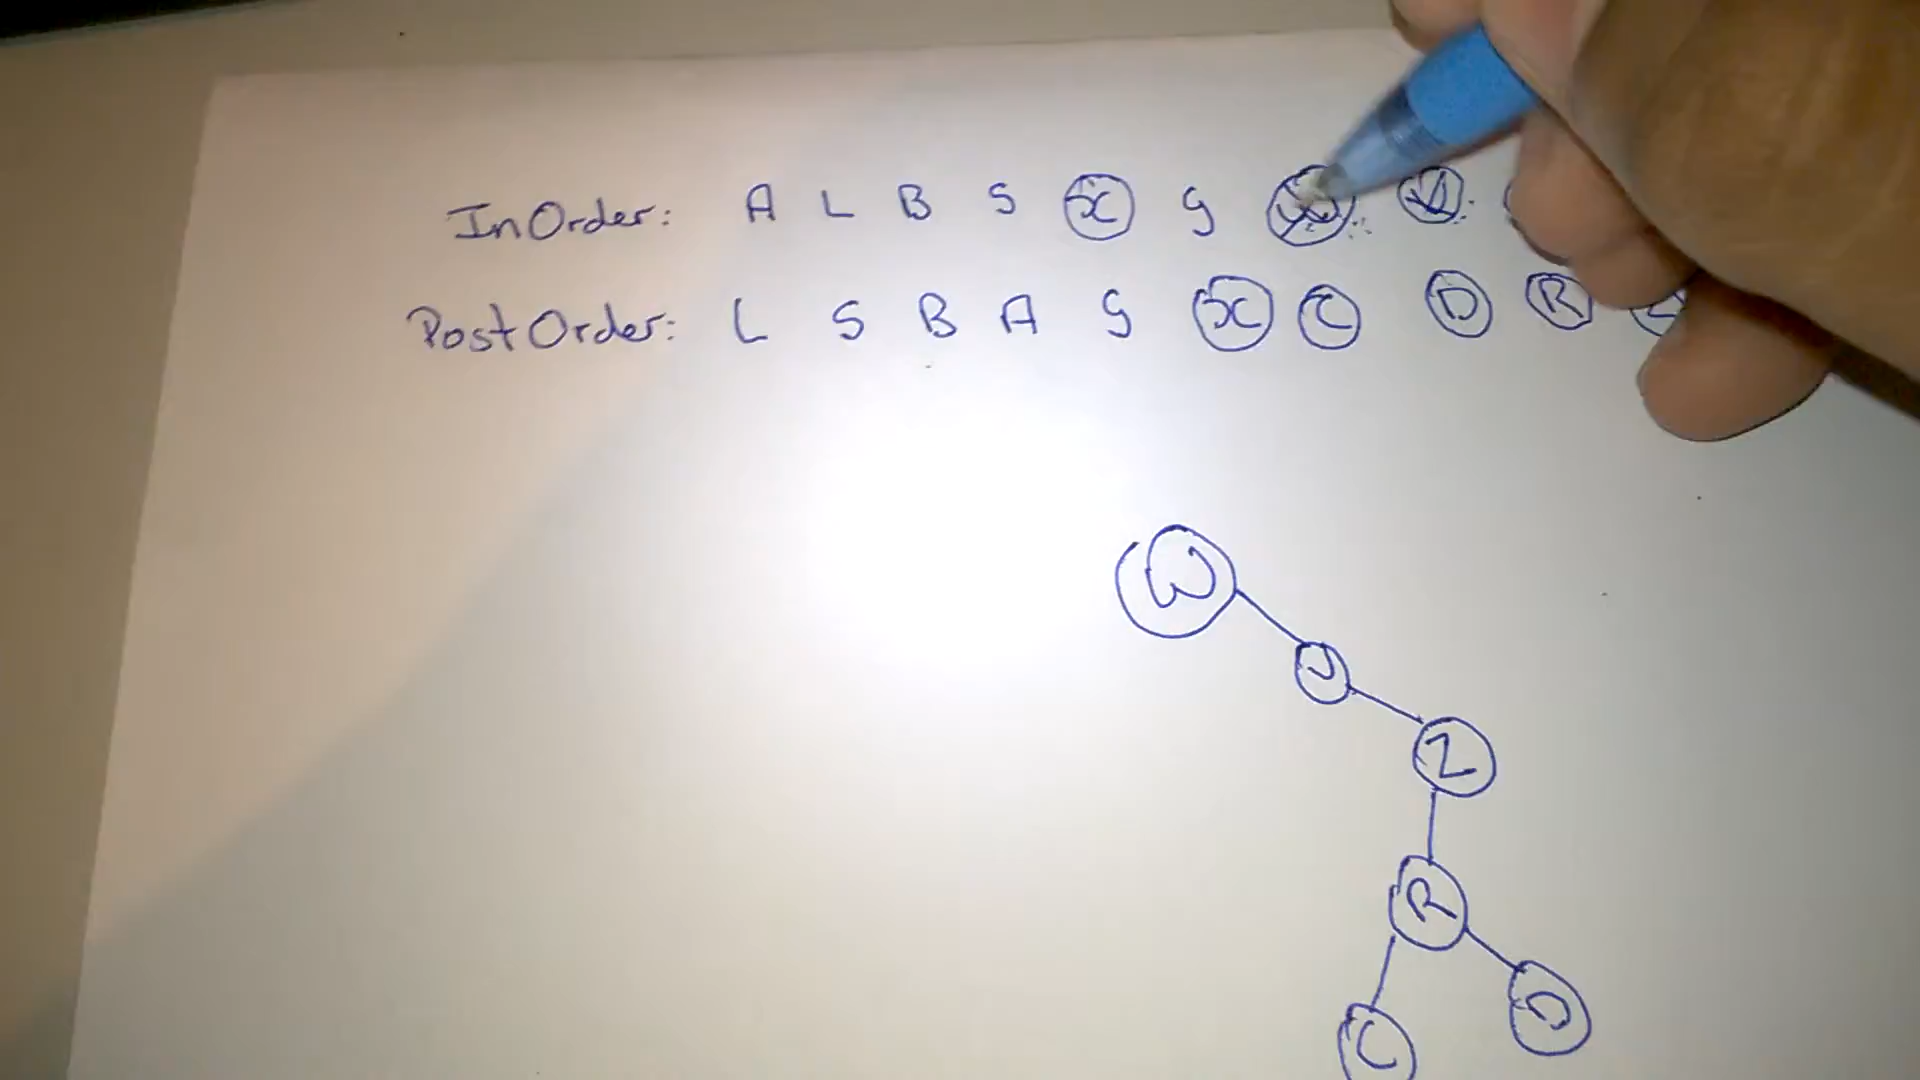 InOrder: A L B S x g W V
PostOrder: L S B A g x C D R Z
W
V
Z
R
D
C